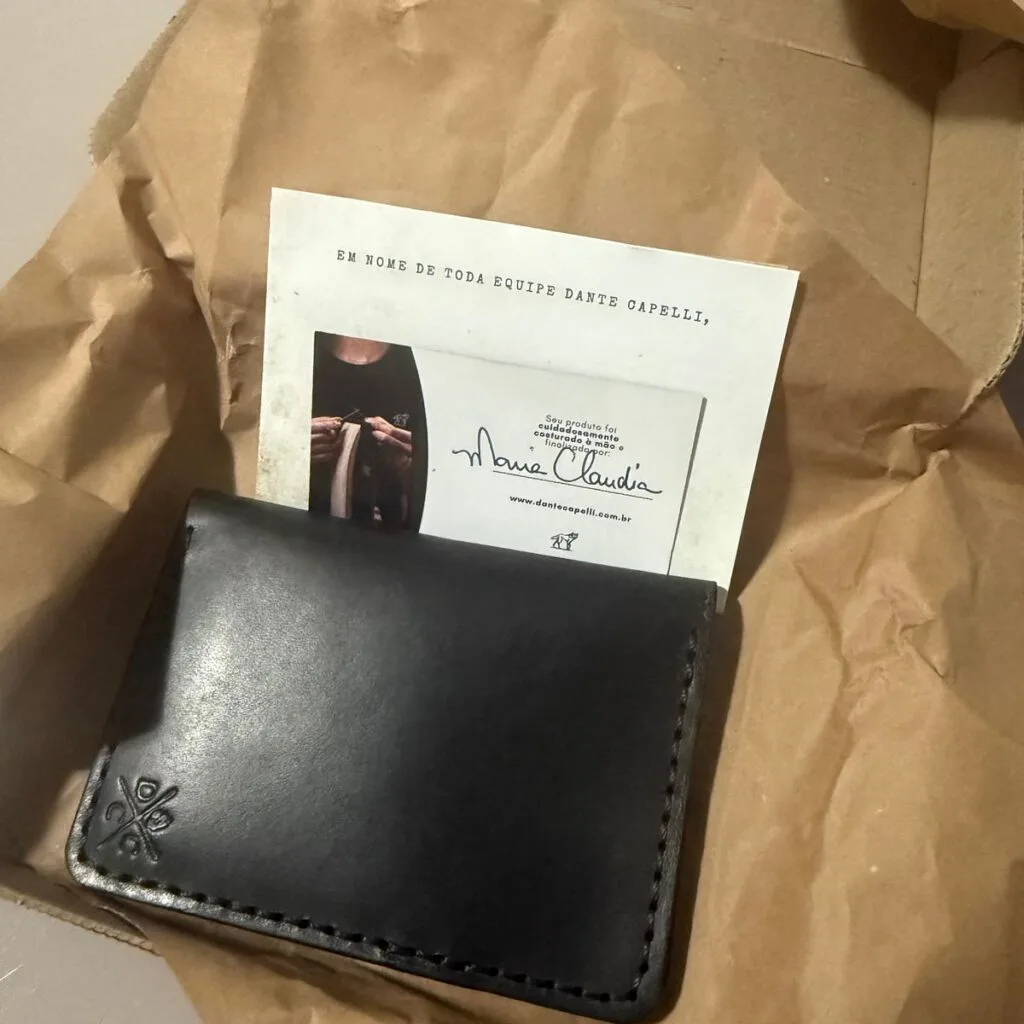 EM NOME DE TODA EQUIPE DANTE CAPELLI,
Seu produto foi
cuidadosamente
costurado à mão e
finalizado por:
Maria Claudia
www.dantecapelli.com.br
D
C